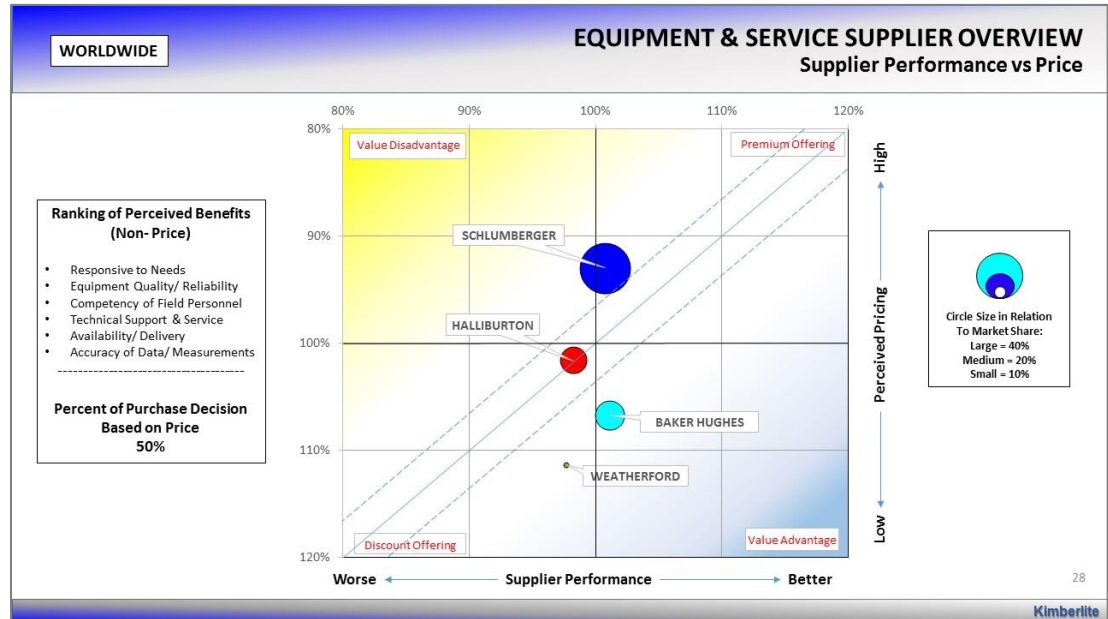 WORLDWIDE
EQUIPMENT & SERVICE SUPPLIER OVERVIEW
Supplier Performance vs Price
80% 90% 100% 110% 120%
80%
90%
100%
110%
120%
Value Disadvantage
Premium Offering
SCHLUMBERGER
HALLIBURTON
BAKER HUGHES
WEATHERFORD
Discount Offering
Value Advantage
Worse
Supplier Performance
Better
High
Perceived Pricing
Low
Ranking of Perceived Benefits
(Non- Price)
• Responsive to Needs
• Equipment Quality/ Reliability
• Competency of Field Personnel
• Technical Support & Service
• Availability/ Delivery
• Accuracy of Data/ Measurements
------------------------------------
Percent of Purchase Decision
Based on Price
50%
Circle Size in Relation
To Market Share:
Large = 40%
Medium = 20%
Small = 10%
28
Kimberlite